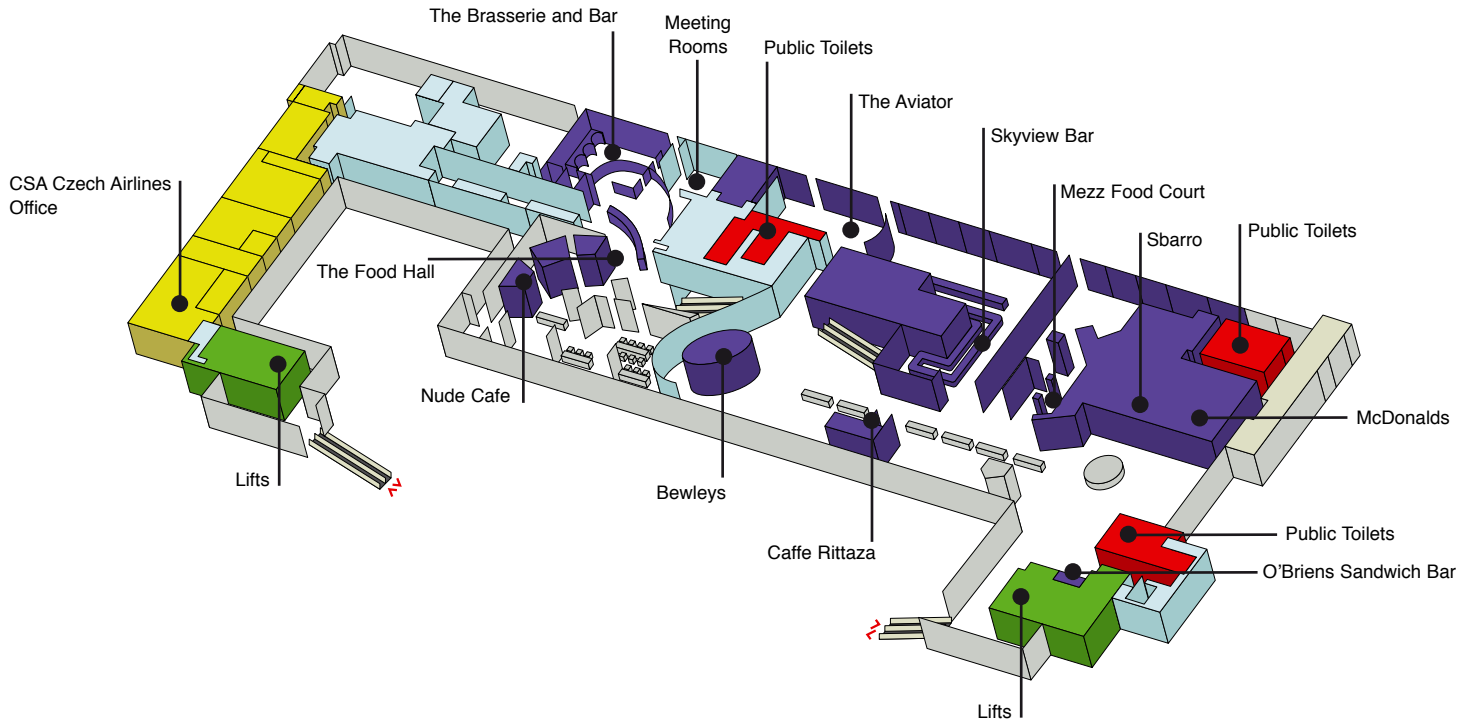 The Brasserie and Bar
Meeting
Rooms
Public Toilets
The Aviator
Skyview Bar
CSA Czech Airlines
Office
Mezz Food Court
Sbarro
Public Toilets
The Food Hall
Nude Cafe
McDonalds
Lifts
Bewleys
Caffe Rittaza
Public Toilets
O'Briens Sandwich Bar
Lifts